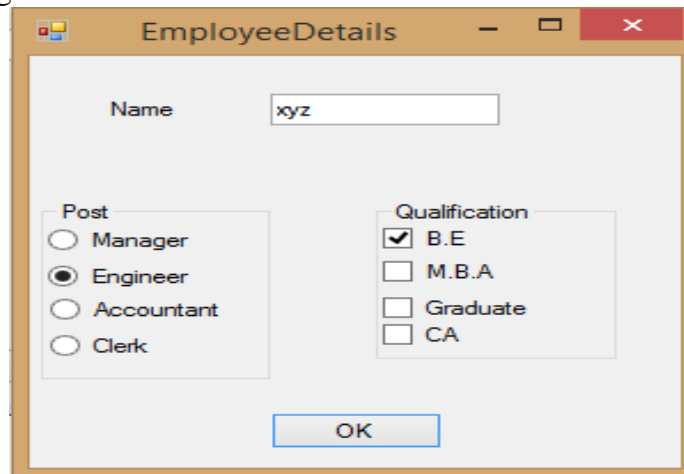 EmployeeDetails
Name xyz
Post
Manager
Engineer
Accountant
Clerk
Qualification
B.E
M.B.A
Graduate
CA
OK